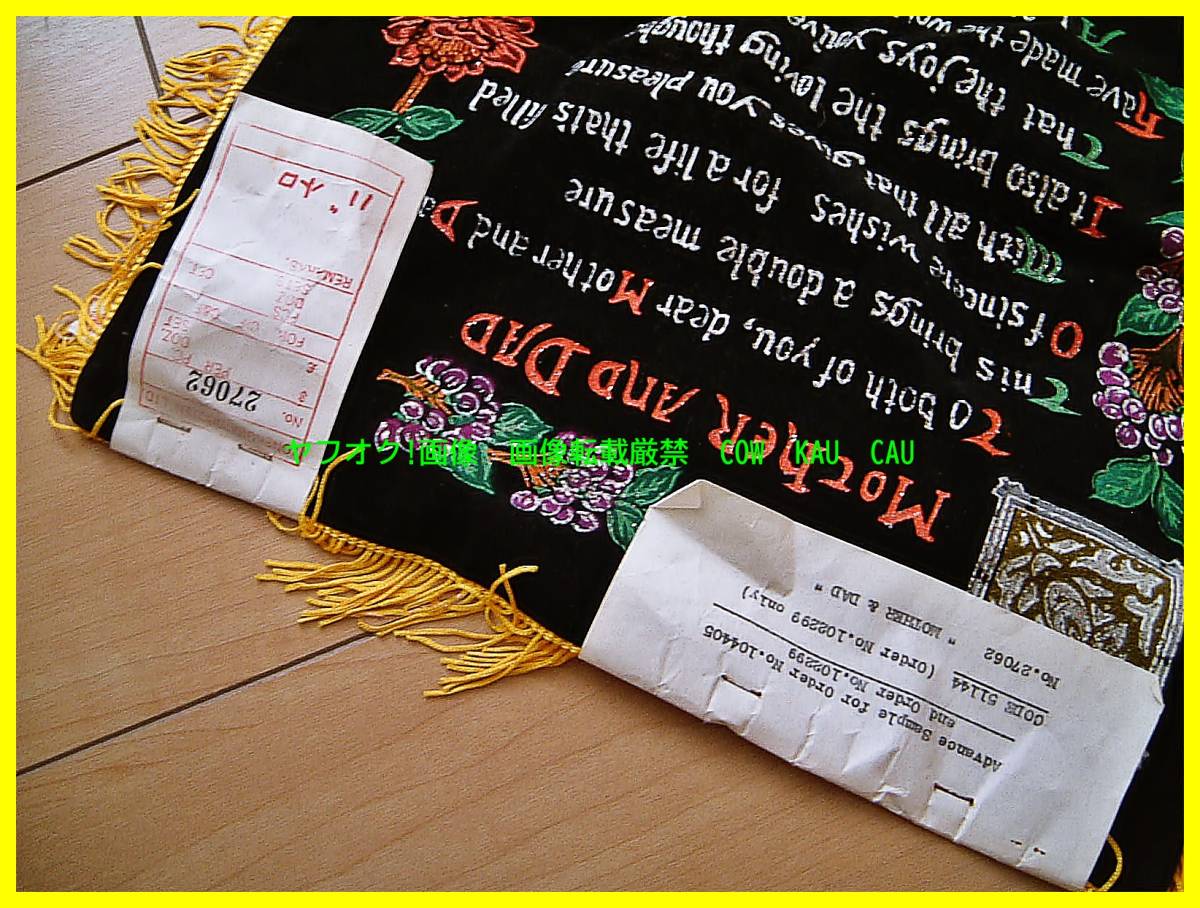 MOTHER AND DAD
To both of you, dear Mother and
This brings a double measure
Of sincere wishes for a life that's filled
With all that gives you pleasure
It also brings the loving
That the joys you've
have made the
Advance Sample for Order No.104405
and Order No.102299
CODE 51144 (Order No.102299 only)
No.27062 " MOTHER & DAD "
No. 27062
REMARKS.
ヤフオク!画像 画像転載厳禁 COW KAU CAU